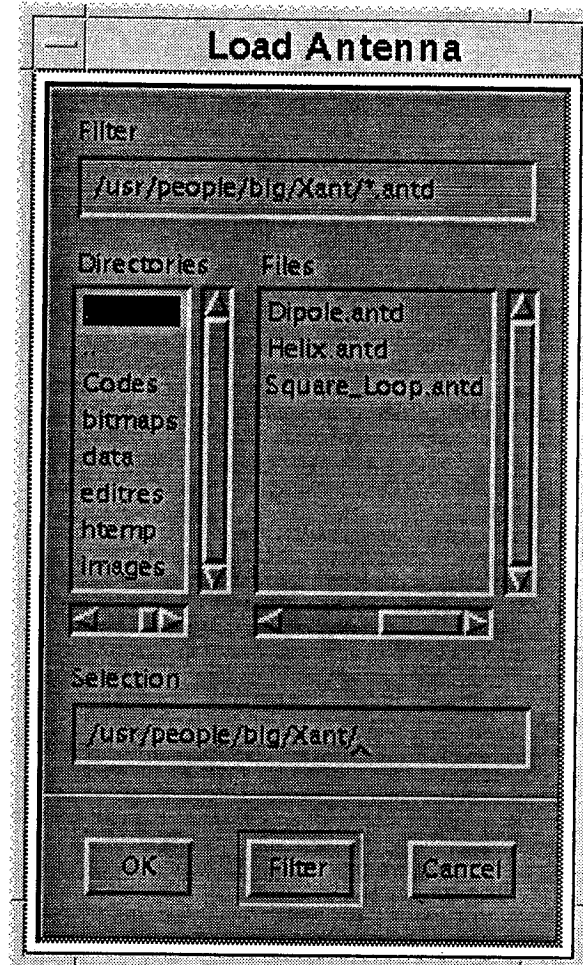 Load Antenna
Filter
/usr/people/big/Xant/*.antd
Directories
Files
..
Codes
bitmaps
data
editres
htemp
images
Dipole.antd
Helix.antd
Square_Loop.antd
Selection
/usr/people/big/Xant/
OK
Filter
Cancel